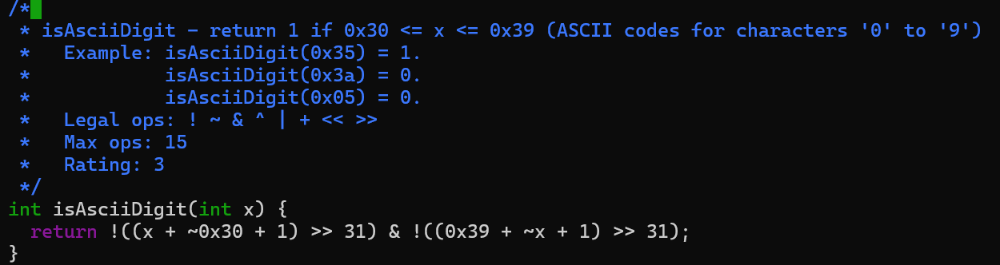 /*
 * isAsciiDigit - return 1 if 0x30 <= x <= 0x39 (ASCII codes for characters '0' to '9')
 *   Example: isAsciiDigit(0x35) = 1.
 *            isAsciiDigit(0x3a) = 0.
 *            isAsciiDigit(0x05) = 0.
 *   Legal ops: ! ~ & ^ | + << >>
 *   Max ops: 15
 *   Rating: 3
 */
int isAsciiDigit(int x) {
  return !((x + ~0x30 + 1) >> 31) & !((0x39 + ~x + 1) >> 31);
}